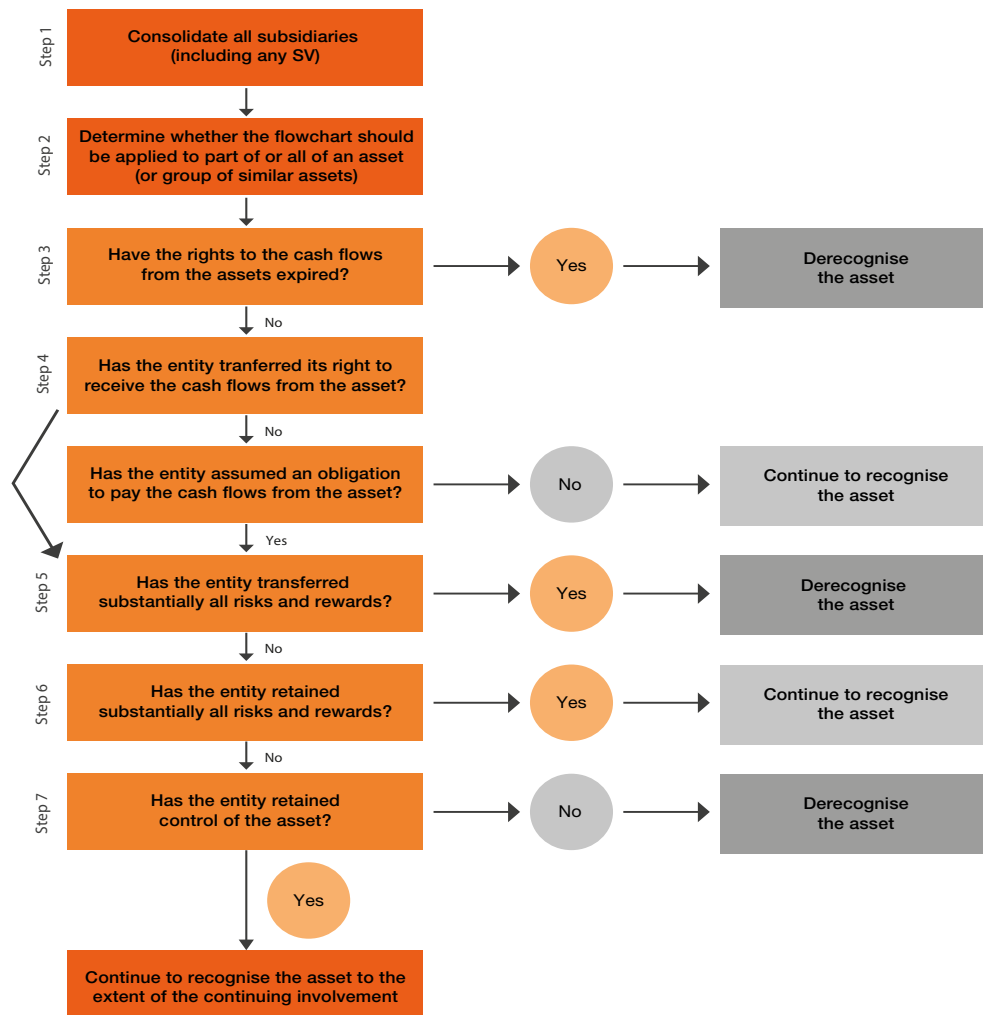 Step 1
Consolidate all subsidiaries
(including any SV)
Step 2
Determine whether the flowchart should
be applied to part of or all of an asset
(or group of similar assets)
Step 3
Have the rights to the cash flows
from the assets expired?
Yes
Derecognise
the asset
No
Step 4
Has the entity tranferred its right to
receive the cash flows from the asset?
No
Has the entity assumed an obligation
to pay the cash flows from the asset?
No
Continue to recognise
the asset
Yes
Step 5
Has the entity transferred
substantially all risks and rewards?
Yes
Derecognise
the asset
No
Step 6
Has the entity retained
substantially all risks and rewards?
Yes
Continue to recognise
the asset
No
Step 7
Has the entity retained
control of the asset?
No
Derecognise
the asset
Yes
Continue to recognise the asset to the
extent of the continuing involvement